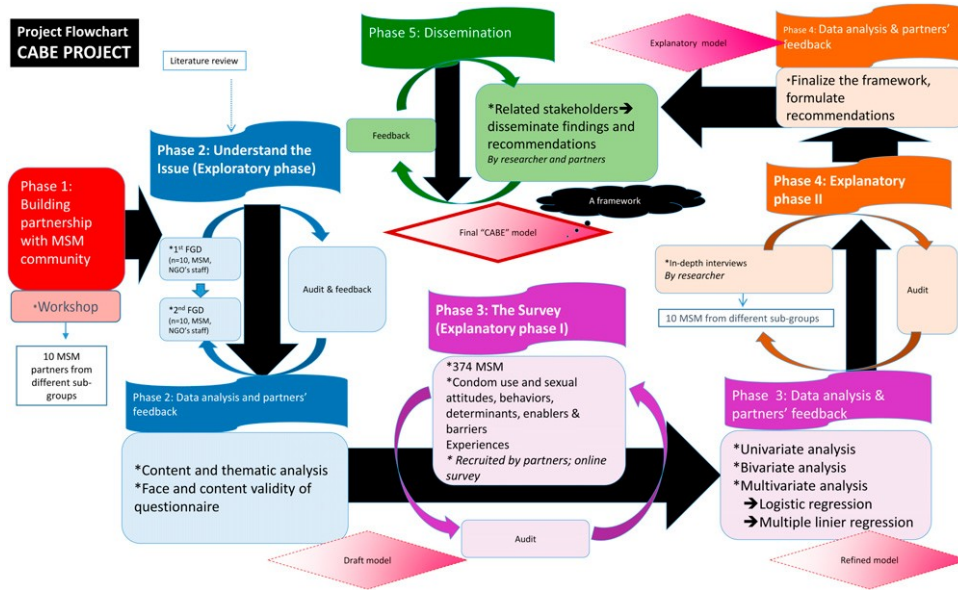 Project Flowchart
CABE PROJECT
Literature review
Phase 1:
Building
partnership
with MSM
community
•Workshop
10 MSM
partners from
different sub-
groups
Phase 2: Understand the
Issue (Exploratory phase)
*1st FGD
(n=10, MSM,
NGO's staff)
*2nd FGD
(n=10, MSM,
NGO's staff)
Audit & feedback
Phase 2: Data analysis and partners'
feedback
*Content and thematic analysis
*Face and content validity of
questionnaire
Draft model
Phase 3: The Survey
(Explanatory phase I)
*374 MSM
*Condom use and sexual
attitudes, behaviors,
determinants, enablers &
barriers
Experiences
* Recruited by partners; online
survey
Audit
Phase 3: Data analysis &
partners' feedback
*Univariate analysis
*Bivariate analysis
*Multivariate analysis
➔Logistic regression
➔Multiple linier regression
Refined model
Phase 4: Explanatory
phase II
*In-depth interviews
By researcher
10 MSM from different sub-groups
Audit
Phase 4: Data analysis & partners'
feedback
•Finalize the framework,
formulate
recommendations
Explanatory model
Phase 5: Dissemination
Feedback
*Related stakeholders➔
disseminate findings and
recommendations
By researcher and partners
A framework
Final "CABE" model